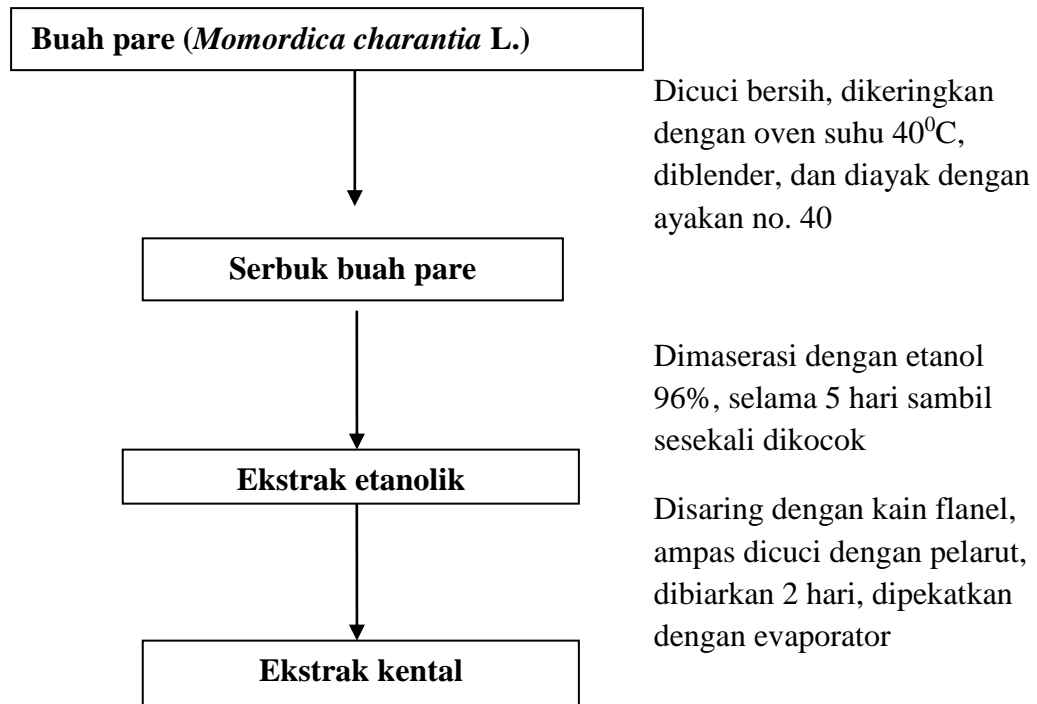 Buah pare (Momordica charantia L.)
Dicuci bersih, dikeringkan
dengan oven suhu 40⁰C,
diblender, dan diayak dengan
ayakan no. 40
Serbuk buah pare
Dimaserasi dengan etanol
96%, selama 5 hari sambil
sesekali dikocok
Ekstrak etanolik
Disaring dengan kain flanel,
ampas dicuci dengan pelarut,
dibiarkan 2 hari, dipekatkan
dengan evaporator
Ekstrak kental